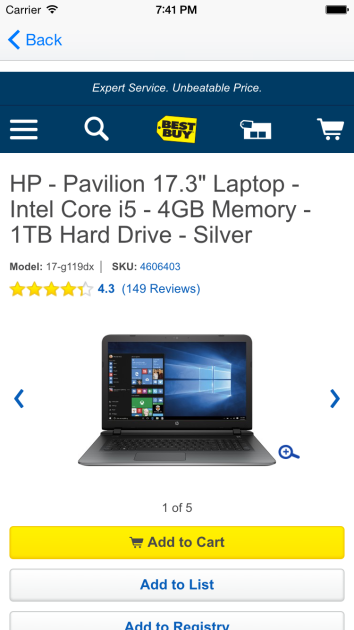 Carrier 7:41 PM
Back
Expert Service. Unbeatable Price.
BEST
BUY
HP - Pavilion 17.3" Laptop -
Intel Core i5 - 4GB Memory -
1TB Hard Drive - Silver
Model: 17-g119dx | SKU: 4606403
4.3 (149 Reviews)
1 of 5
Add to Cart
Add to List
Add to Registry